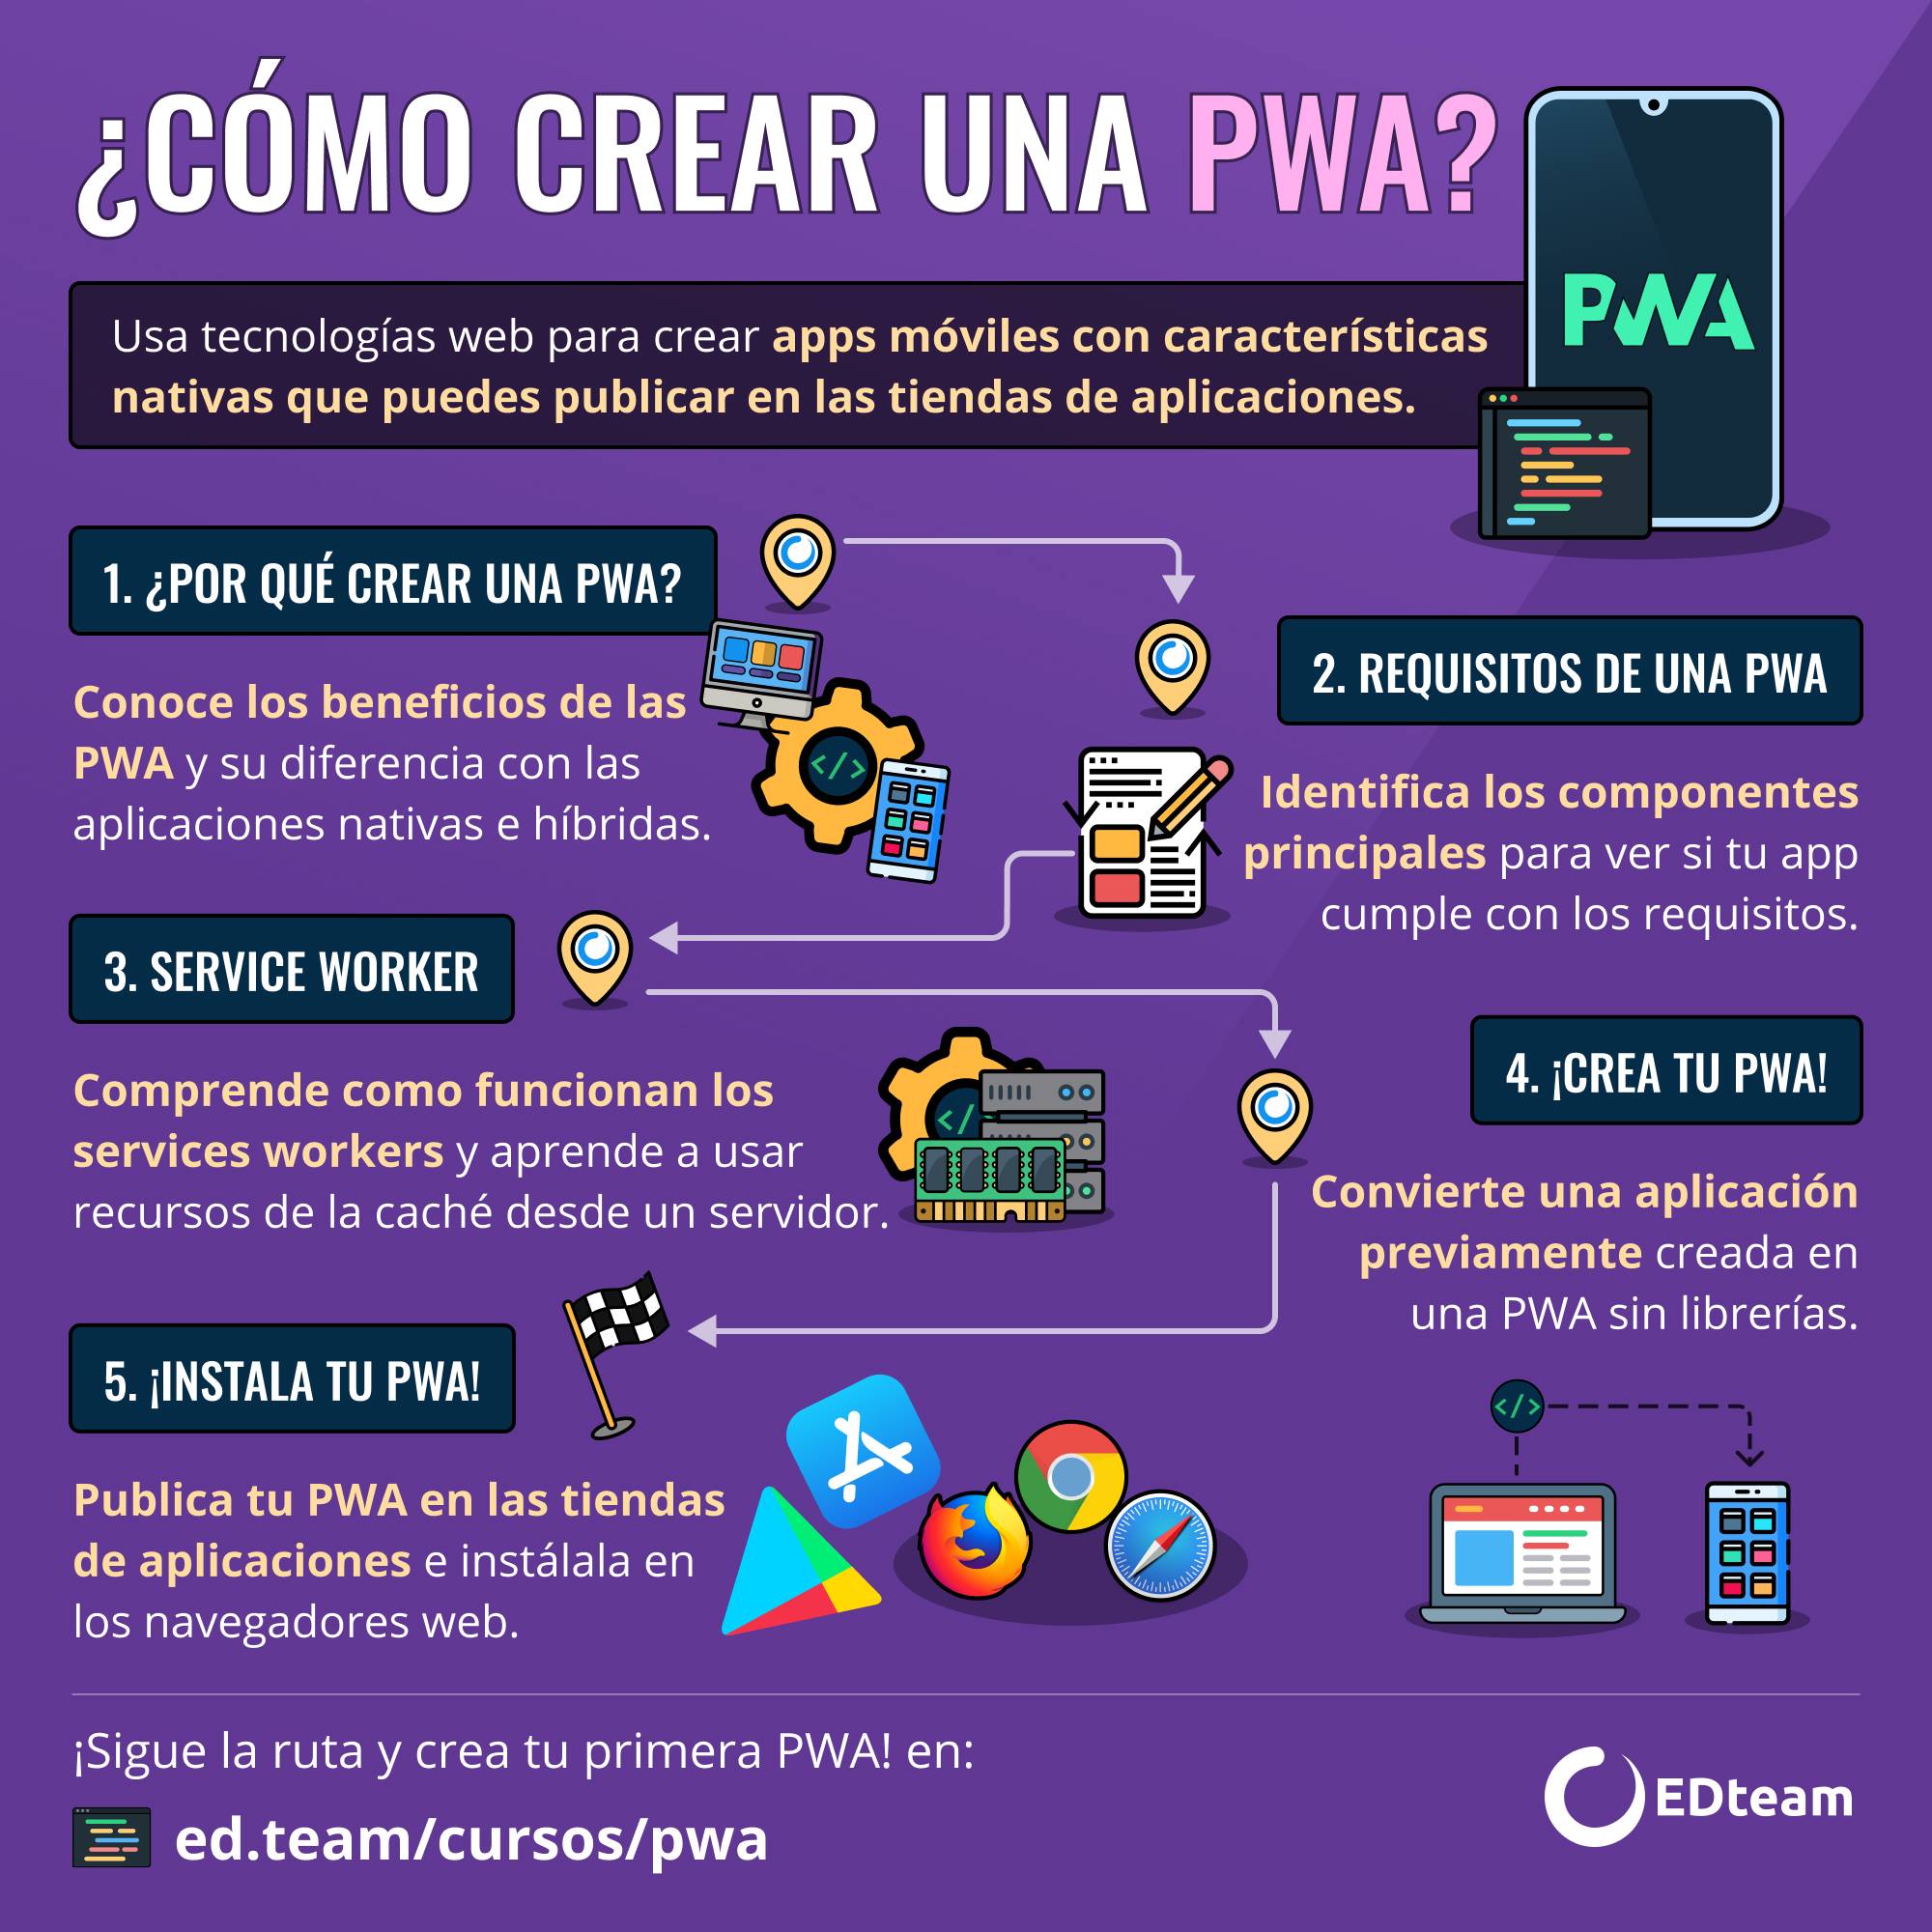 ¿CÓMO CREAR UNA PWA?
PWA
Usa tecnologías web para crear apps móviles con características
nativas que puedes publicar en las tiendas de aplicaciones.
1. ¿POR QUÉ CREAR UNA PWA?
Conoce los beneficios de las
PWA y su diferencia con las
aplicaciones nativas e híbridas.
</>
2. REQUISITOS DE UNA PWA
Identifica los componentes
principales para ver si tu app
cumple con los requisitos.
3. SERVICE WORKER
Comprende como funcionan los
services workers y aprende a usar
recursos de la caché desde un servidor.
</
4. ¡CREA TU PWA!
Convierte una aplicación
previamente creada en
una PWA sin librerías.
</>
5. ¡INSTALA TU PWA!
Publica tu PWA en las tiendas
de aplicaciones e instálala en
los navegadores web.
¡Sigue la ruta y crea tu primera PWA! en:
ed.team/cursos/pwa
EDteam